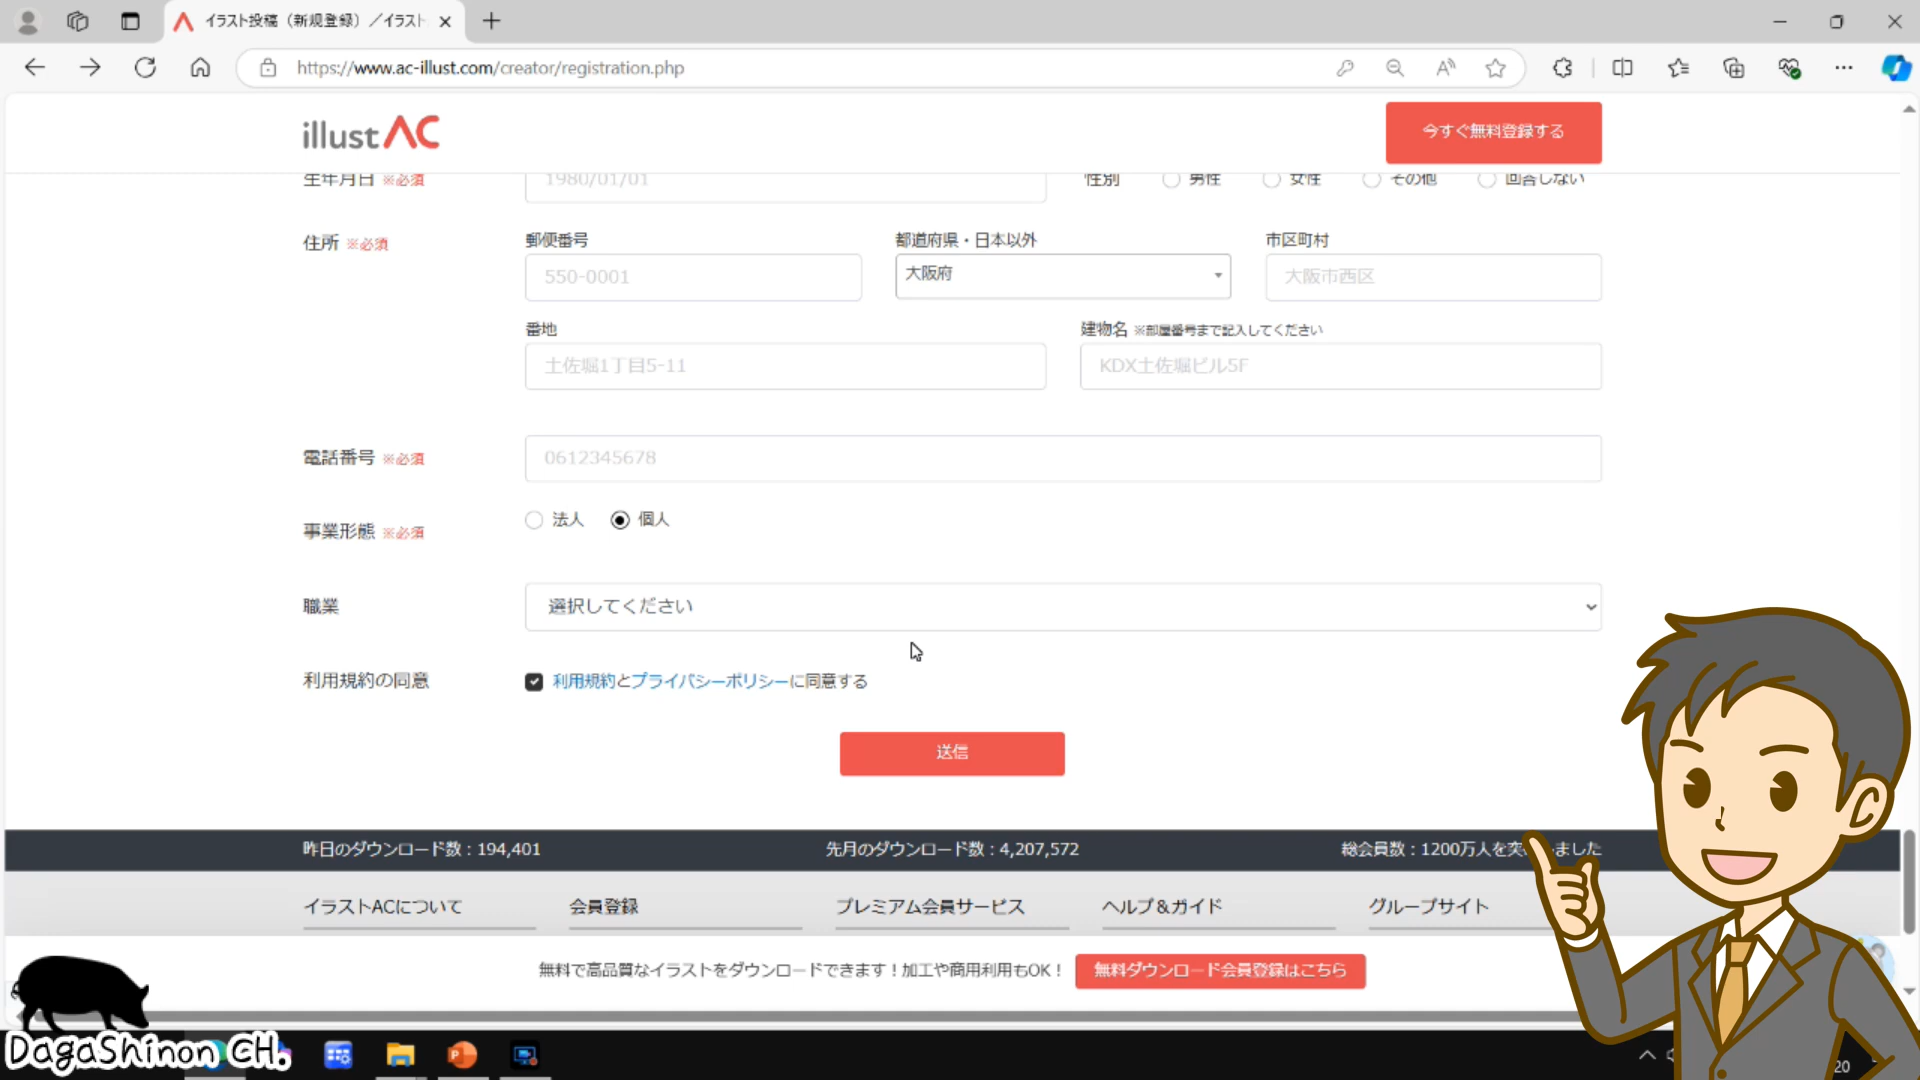 イラスト投稿（新規登録）／イラスト
https://www.ac-illust.com/creator/registration.php
illustAC
今すぐ無料登録する
生年月日 ※必須
1980/01/01
性別 男性 女性 その他 回答しない
住所 ※必須
郵便番号
都道府県・日本以外
市区町村
550-0001
大阪府
大阪市西区
番地
建物名 ※部屋番号まで記入してください
土佐堀1丁目5-11
KDX土佐堀ビル5F
電話番号 ※必須
0612345678
事業形態 ※必須
法人 個人
職業
選択してください
利用規約の同意
利用規約とプライバシーポリシーに同意する
送信
昨日のダウンロード数：194,401
先月のダウンロード数：4,207,572
総会員数：1200万人を突 ました
イラストACについて
会員登録
プレミアム会員サービス
ヘルプ＆ガイド
グループサイト
無料で高品質なイラストをダウンロードできます！加工や商用利用もOK！
無料ダウンロード会員登録はこちら
DagaShinon CH.
20